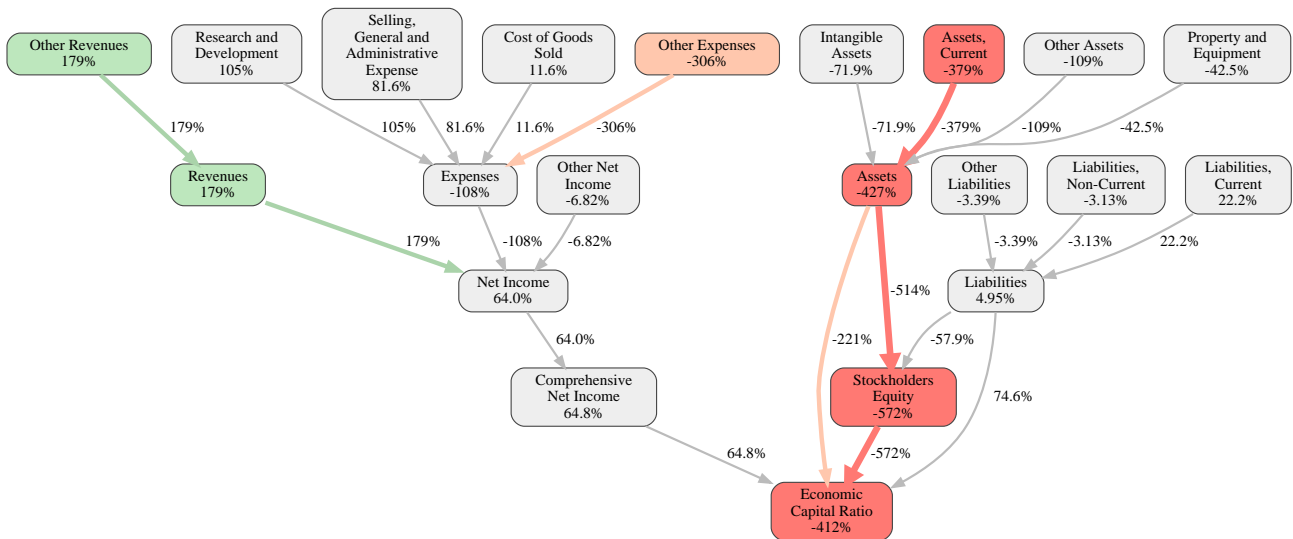 Other Revenues
179%
Research and
Development
105%
Selling,
General and
Administrative
Expense
81.6%
Cost of Goods
Sold
11.6%
Other Expenses
-306%
Intangible
Assets
-71.9%
Assets,
Current
-379%
Other Assets
-109%
Property and
Equipment
-42.5%
179%
105%
81.6%
11.6%
-306%
-71.9%
-379%
-109%
-42.5%
Revenues
179%
Expenses
-108%
Other Net
Income
-6.82%
Assets
-427%
Other
Liabilities
-3.39%
Liabilities,
Non-Current
-3.13%
Liabilities,
Current
22.2%
179%
-108%
-6.82%
-3.39%
-3.13%
22.2%
Net Income
64.0%
-514%
Liabilities
4.95%
64.0%
-221%
-57.9%
Comprehensive
Net Income
64.8%
Stockholders
Equity
-572%
74.6%
64.8%
-572%
Economic
Capital Ratio
-412%